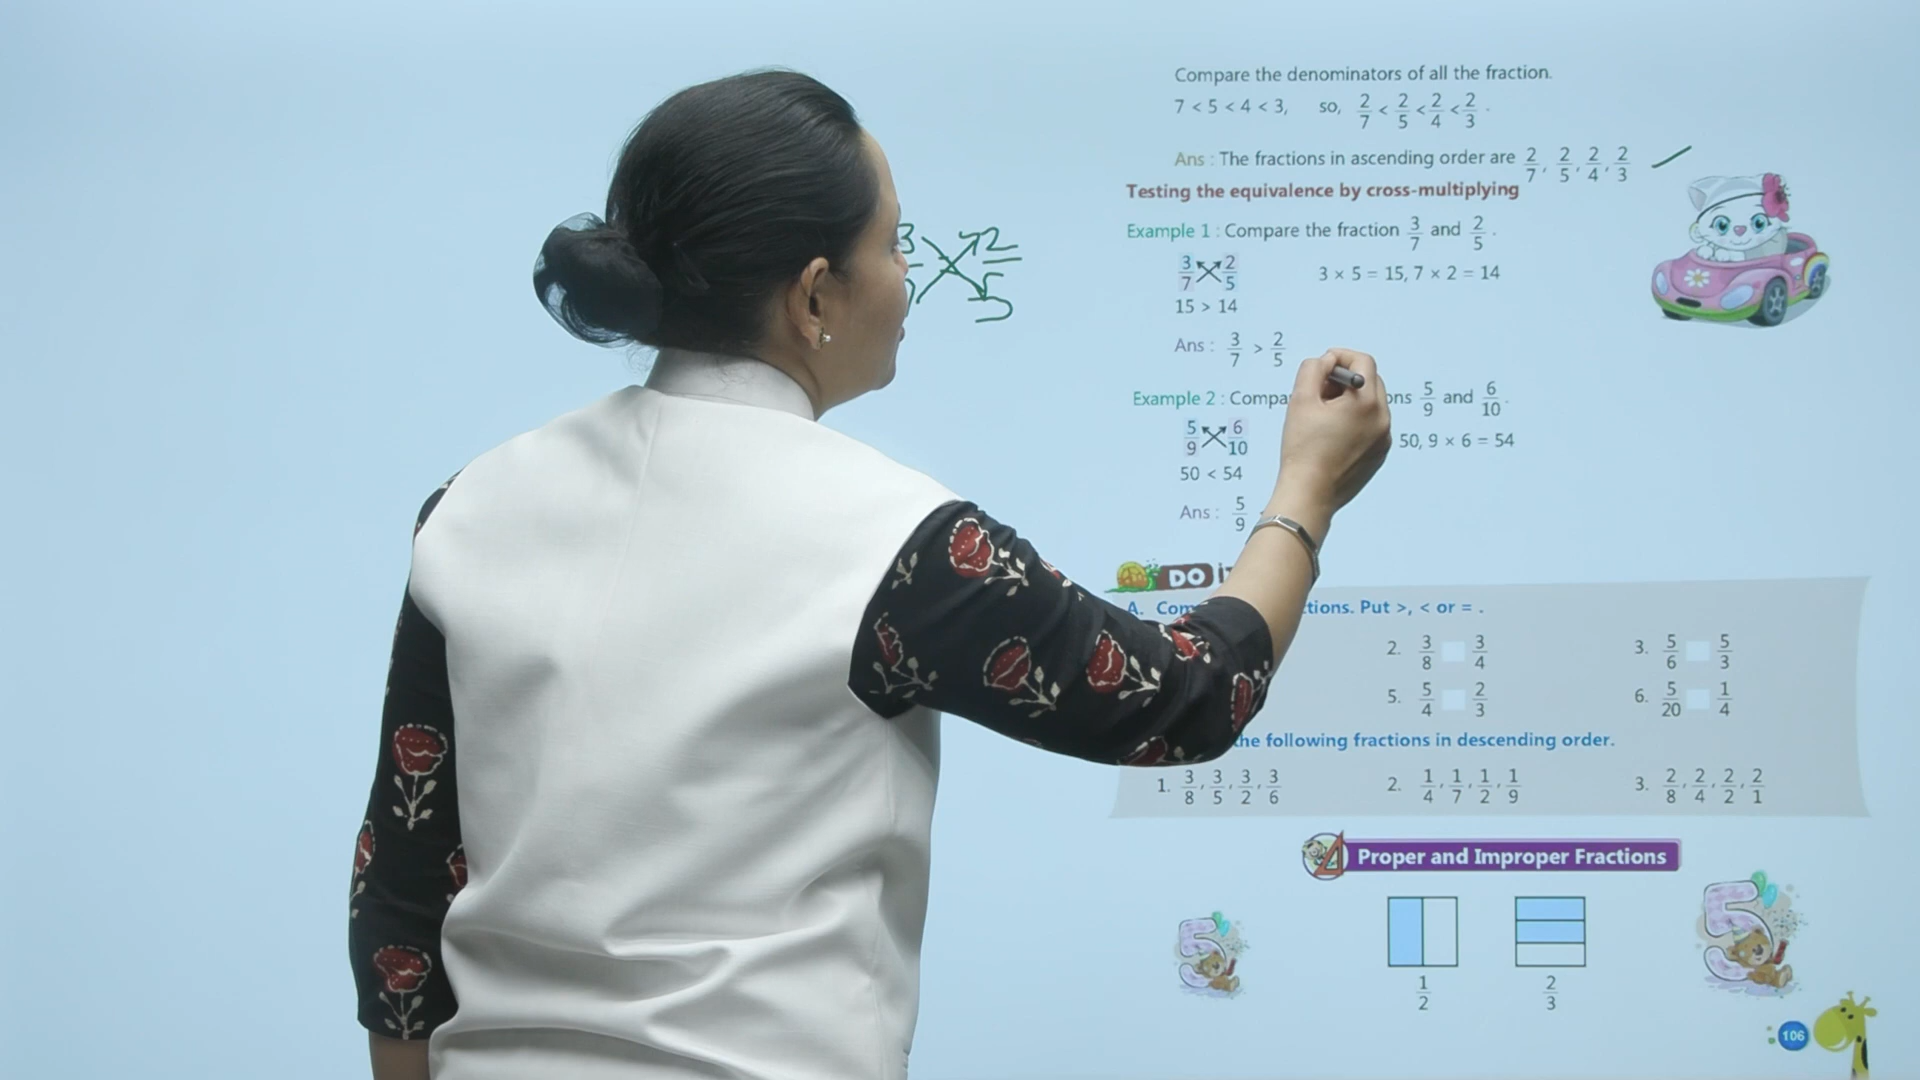 Compare the denominators of all the fraction.
7 < 5 < 4 < 3, so, 2/7 < 2/5 < 2/4 < 2/3 .
Ans : The fractions in ascending order are 2/7, 2/5, 2/4, 2/3
Testing the equivalence by cross-multiplying
Example 1 : Compare the fraction 3/7 and 2/5 .
3/7 2/5 3 × 5 = 15, 7 × 2 = 14
15 > 14
Ans : 3/7 > 2/5
3 2/5
Example 2 : 5/9 and 6/10 .
5/9 6/10 50, 9 × 6 = 54
50 < 54
Ans : 5/9
DO
A. Put >, < or = .
2. 3/8 3/4 3. 5/6 5/3
5. 5/4 2/3 6. 5/20 1/4
the following fractions in descending order.
1. 3/8, 3/5, 3/2, 3/6 2. 1/4, 1/7, 1/2, 1/9 3. 2/8, 2/4, 2/2, 2/1
Proper and Improper Fractions
5 5
1/2 2/3
106